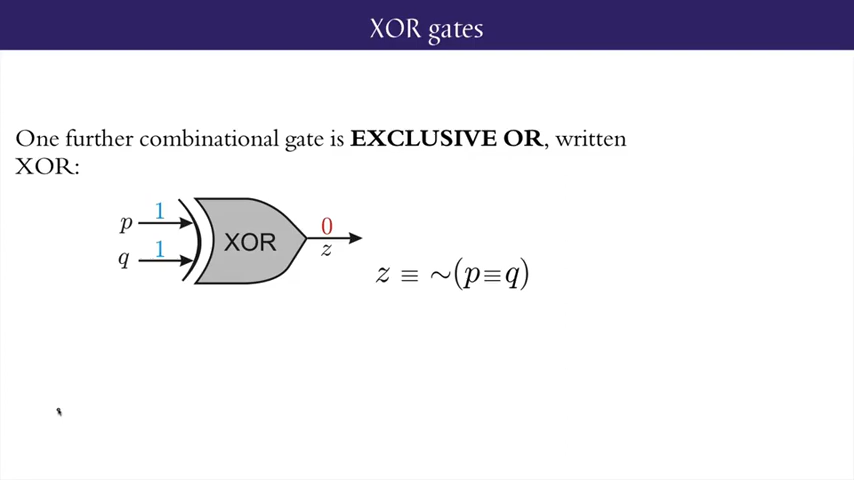 XOR gates
One further combinational gate is EXCLUSIVE OR, written
XOR:
p 1
q 1
XOR
0
z
z ≡ ~(p≡q)